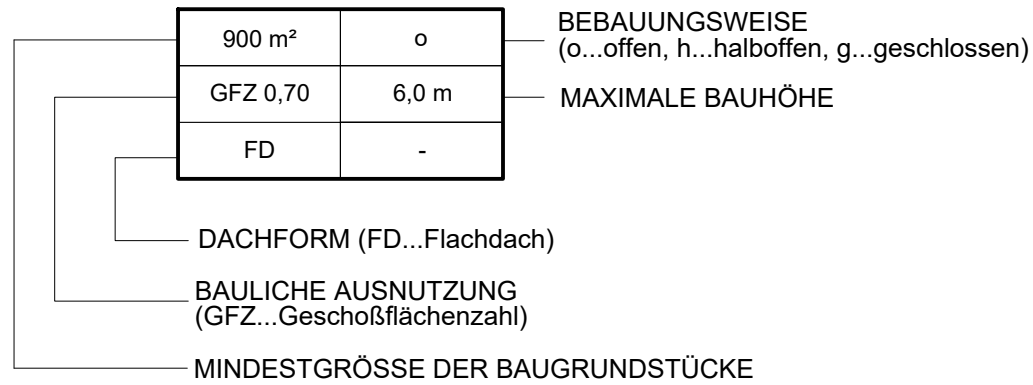 900 m²
o
BEBAUUNGSWEISE
(o...offen, h...halboffen, g...geschlossen)
GFZ 0,70
6,0 m
MAXIMALE BAUHÖHE
FD
-
DACHFORM (FD...Flachdach)
BAULICHE AUSNUTZUNG
(GFZ...Geschoßflächenzahl)
MINDESTGRÖSSE DER BAUGRUNDSTÜCKE